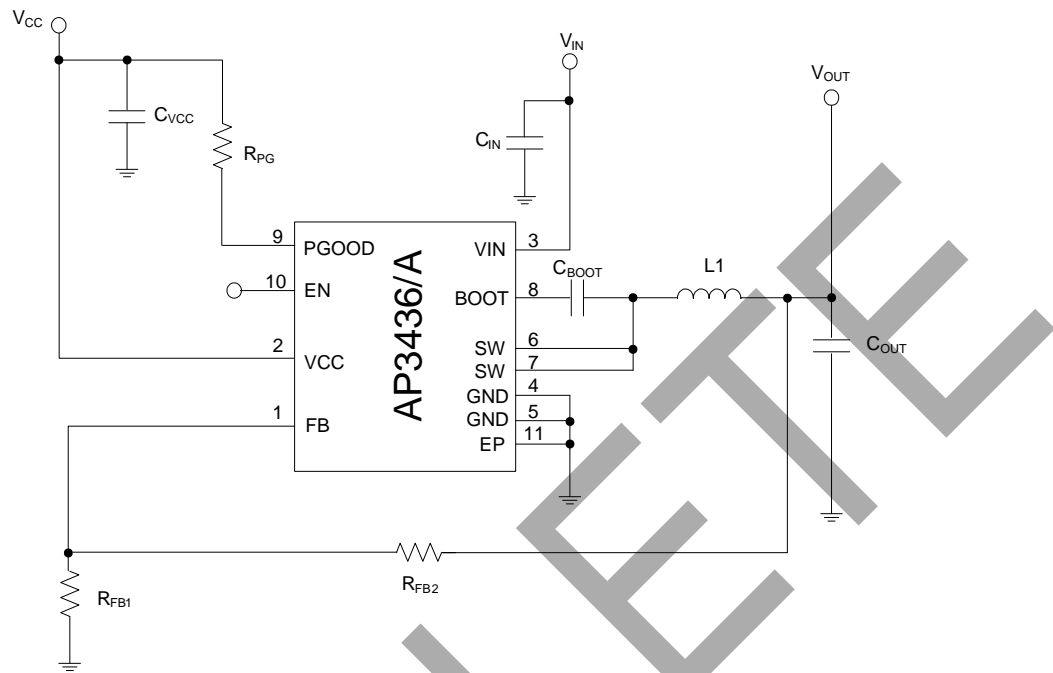 VCC
VIN
VOUT
CVCC
CIN
RPG
9
PGOOD
VIN
3
CBOOT
L1
10
EN
BOOT
8
AP3436/A
2
VCC
SW
6
SW
7
COUT
GND
4
1
FB
GND
5
EP
11
RFB2
RFB1
ETE